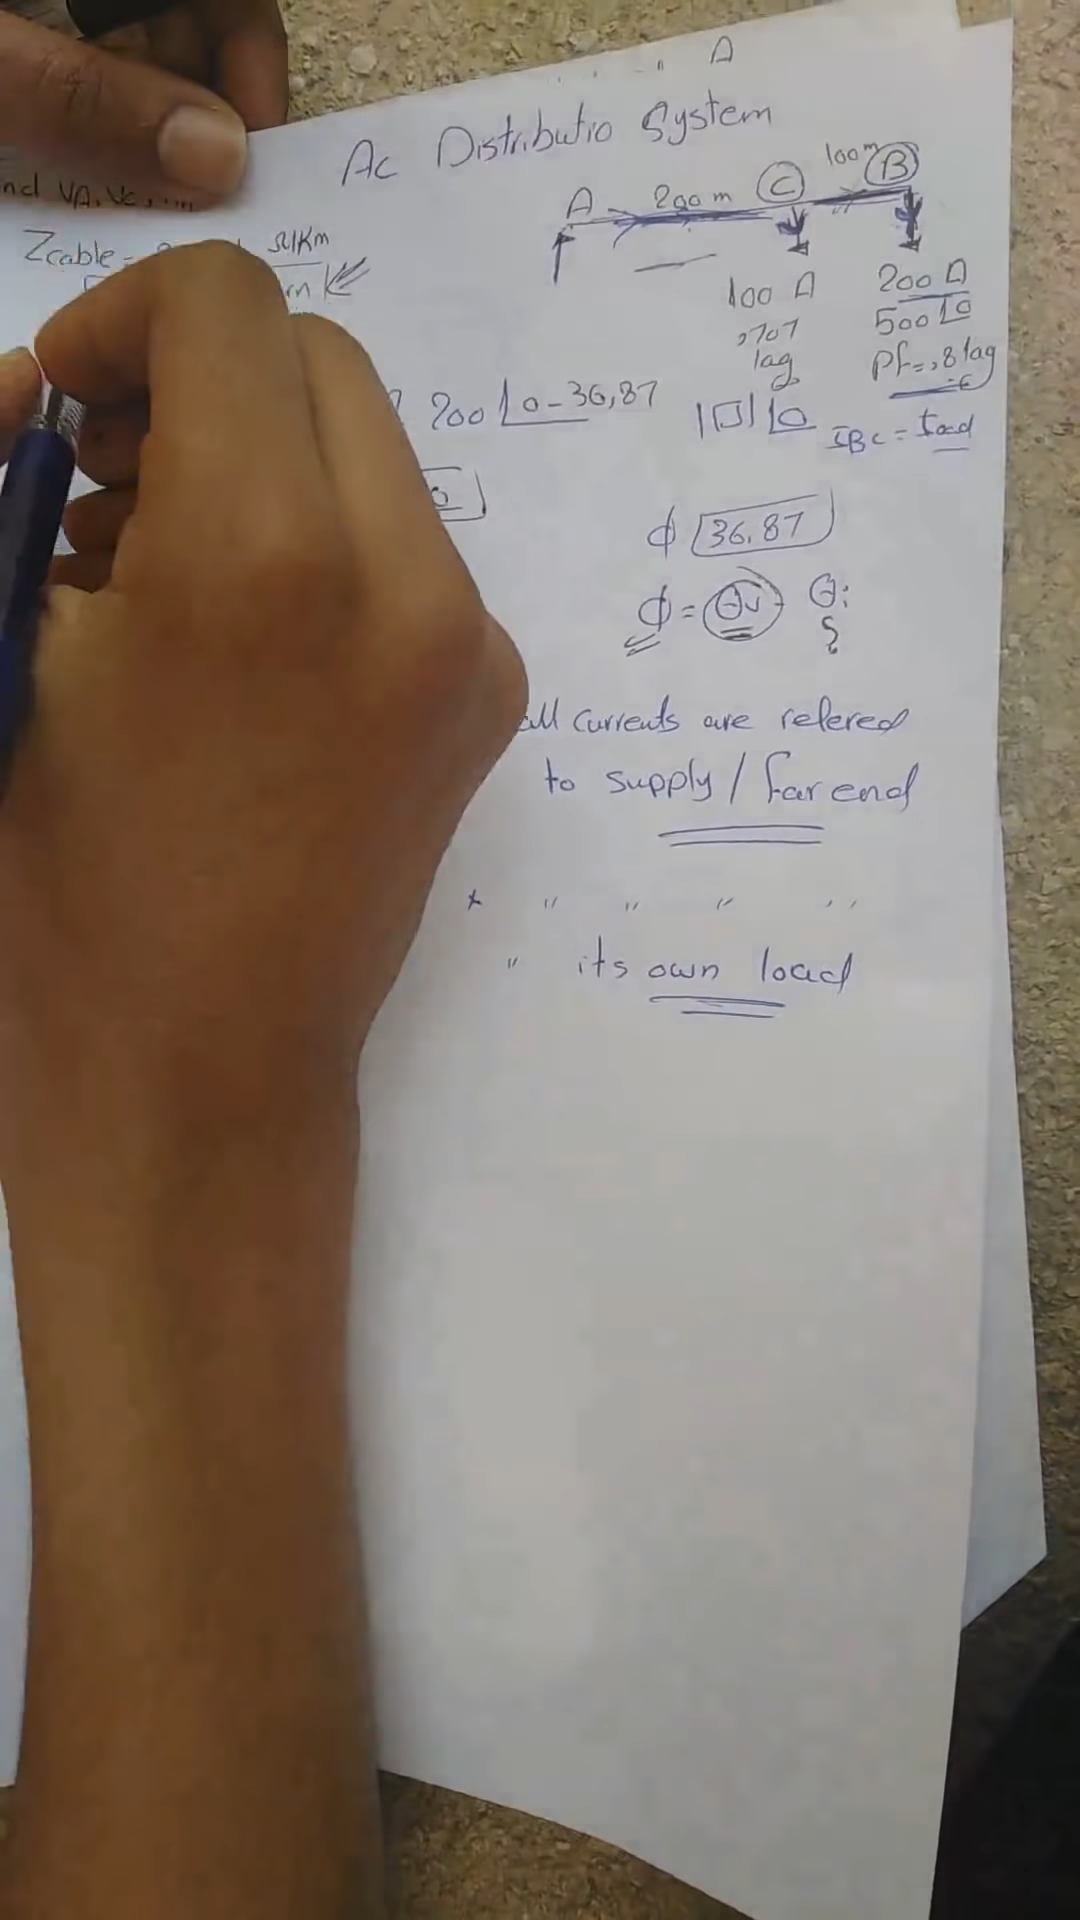 A
Ac Distributio System
A 200 m C 100m B
VA, Vc, ....
Zcable = Ω/Km
100 A
,707
lag
200 A
500 ∠0
Pf=,8 lag
200 ∠0-36,87
IBC = Iload
∠0
ϕ 36.87
ϕ = θv - θi
all currents are refered
to supply / far end
* " " " "
" its own load